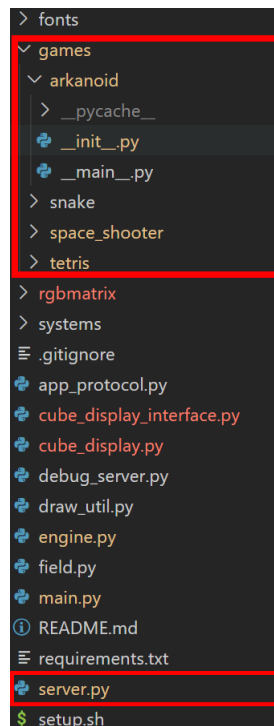 fonts
games
arkanoid
__pycache__
__init__.py
__main__.py
snake
space_shooter
tetris
rgbmatrix
systems
.gitignore
app_protocol.py
cube_display_interface.py
cube_display.py
debug_server.py
draw_util.py
engine.py
field.py
main.py
README.md
requirements.txt
server.py
setup.sh